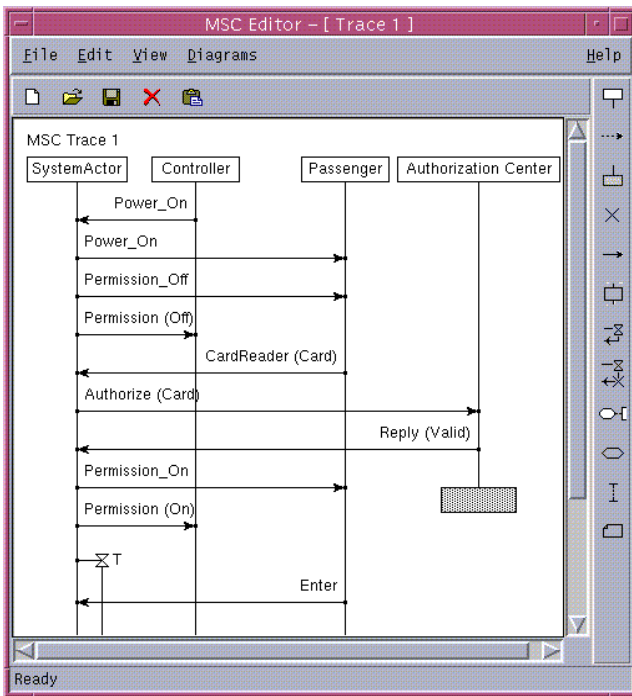 MSC Editor – [ Trace 1 ]
File Edit View Diagrams Help
MSC Trace 1
SystemActor Controller Passenger Authorization Center
Power_On
Power_On
Permission_Off
Permission (Off)
CardReader (Card)
Authorize (Card)
Reply (Valid)
Permission_On
Permission (On)
T
Enter
Ready